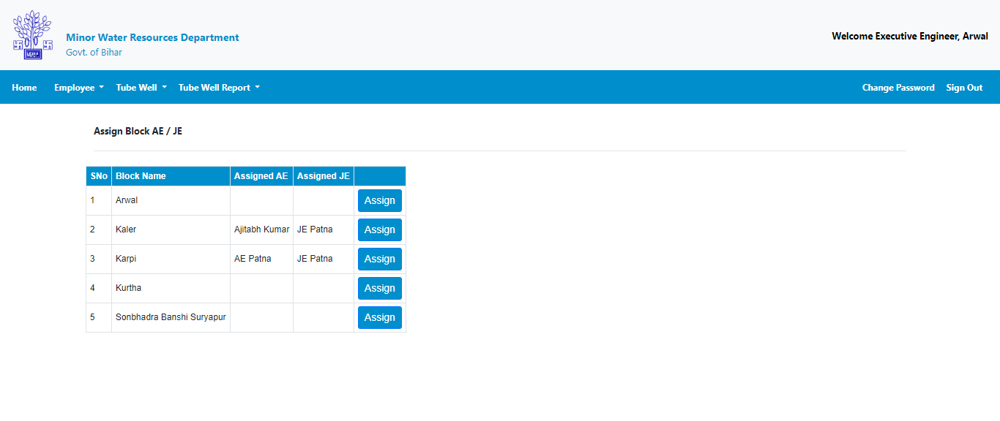 Minor Water Resources Department
Govt. of Bihar
Welcome Executive Engineer, Arwal
Home Employee Tube Well Tube Well Report Change Password Sign Out
Assign Block AE / JE
SNo Block Name Assigned AE Assigned JE
1 Arwal Assign
2 Kaler Ajitabh Kumar JE Patna Assign
3 Karpi AE Patna JE Patna Assign
4 Kurtha Assign
5 Sonbhadra Banshi Suryapur Assign